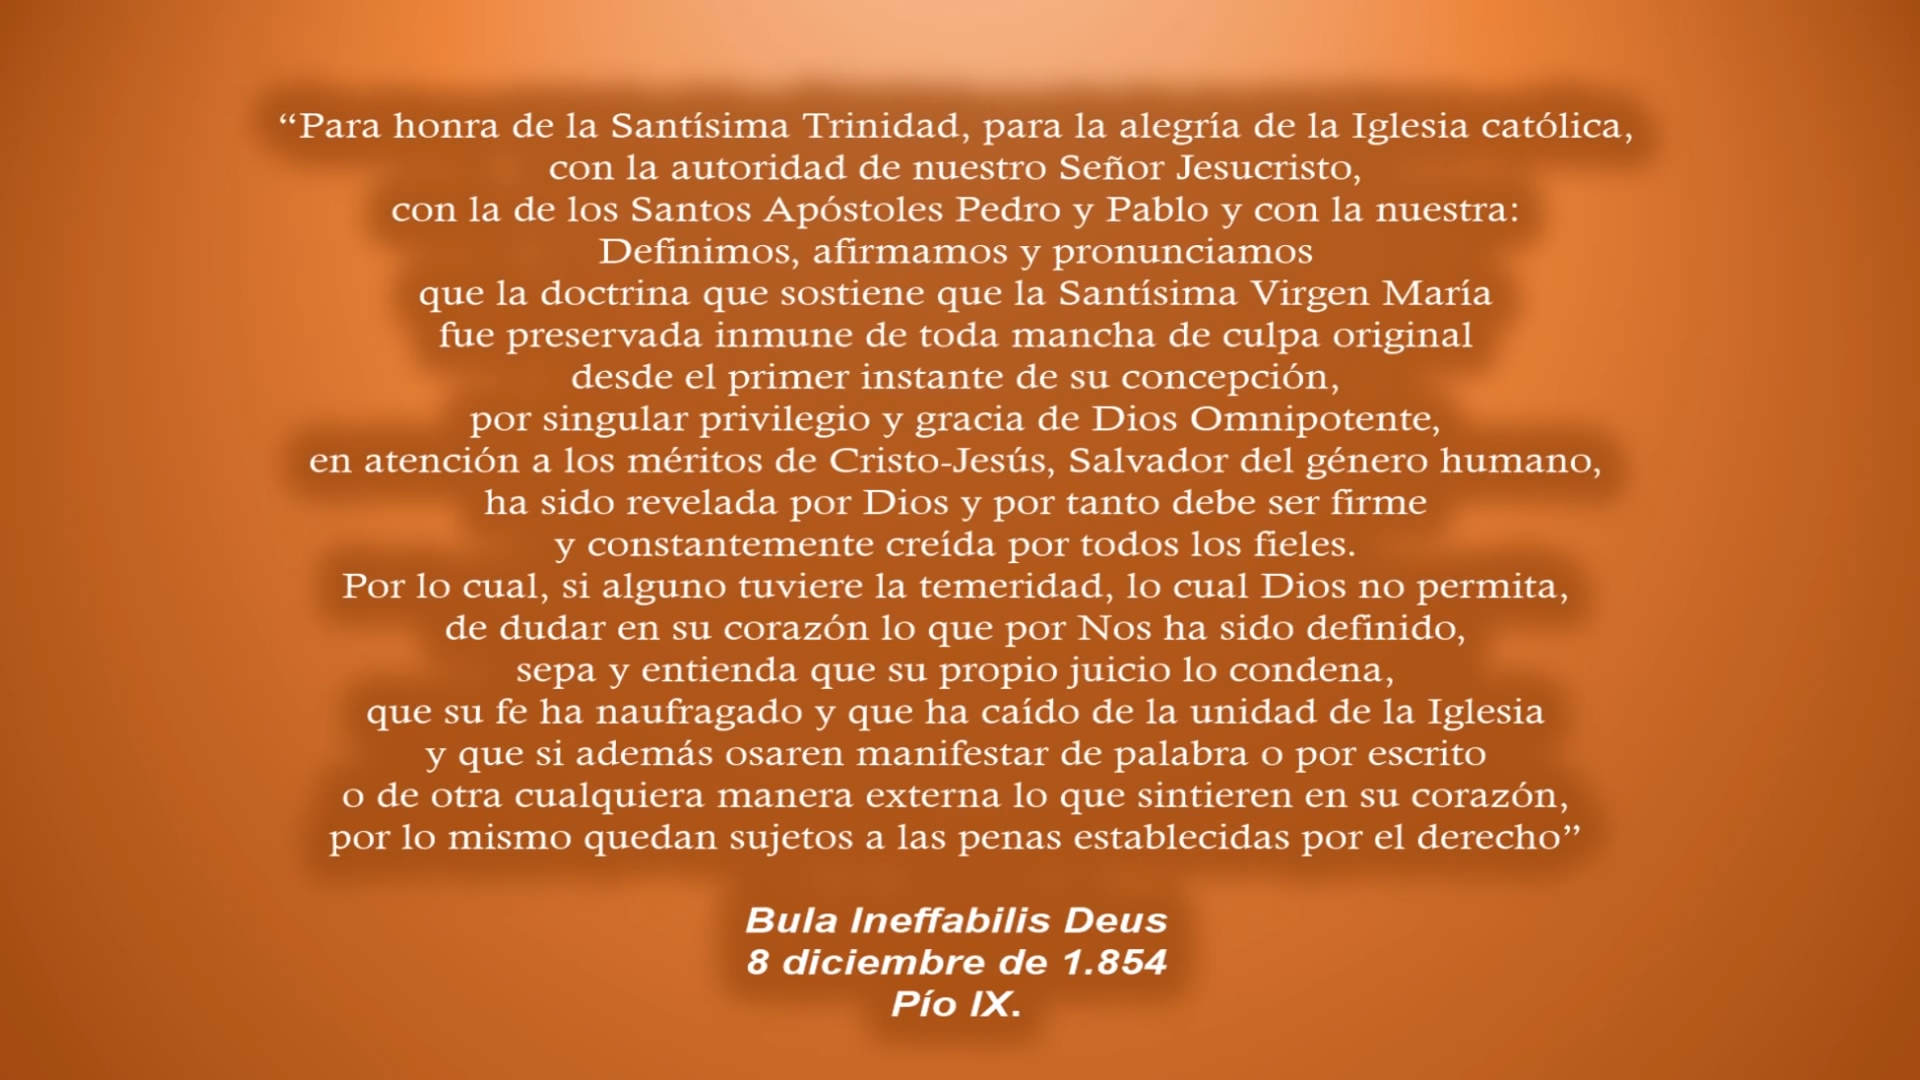 “Para honra de la Santísima Trinidad, para la alegría de la Iglesia católica,
con la autoridad de nuestro Señor Jesucristo,
con la de los Santos Apóstoles Pedro y Pablo y con la nuestra:
Definimos, afirmamos y pronunciamos
que la doctrina que sostiene que la Santísima Virgen María
fue preservada inmune de toda mancha de culpa original
desde el primer instante de su concepción,
por singular privilegio y gracia de Dios Omnipotente,
en atención a los méritos de Cristo-Jesús, Salvador del género humano,
ha sido revelada por Dios y por tanto debe ser firme
y constantemente creída por todos los fieles.
Por lo cual, si alguno tuviere la temeridad, lo cual Dios no permita,
de dudar en su corazón lo que por Nos ha sido definido,
sepa y entienda que su propio juicio lo condena,
que su fe ha naufragado y que ha caído de la unidad de la Iglesia
y que si además osaren manifestar de palabra o por escrito
o de otra cualquiera manera externa lo que sintieren en su corazón,
por lo mismo quedan sujetos a las penas establecidas por el derecho”
Bula Ineffabilis Deus
8 diciembre de 1.854
Pío IX.